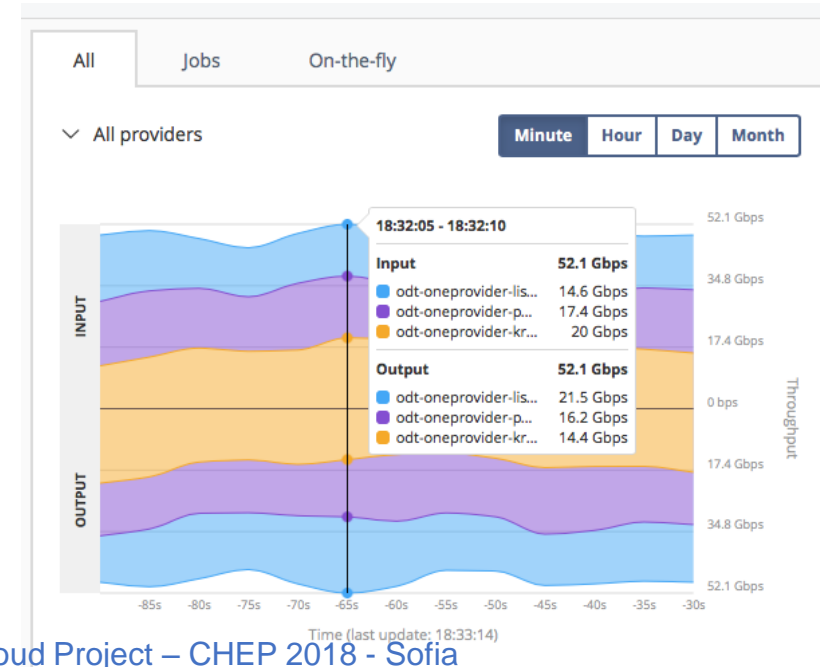 All Jobs On-the-fly
All providers Minute Hour Day Month
52.1 Gbps
34.8 Gbps
17.4 Gbps
0 bps
17.4 Gbps
34.8 Gbps
52.1 Gbps
Throughput
INPUT
OUTPUT
18:32:05 - 18:32:10
Input 52.1 Gbps
odt-oneprovider-lis... 14.6 Gbps
odt-oneprovider-p... 17.4 Gbps
odt-oneprovider-kr... 20 Gbps
Output 52.1 Gbps
odt-oneprovider-lis... 21.5 Gbps
odt-oneprovider-p... 16.2 Gbps
odt-oneprovider-kr... 14.4 Gbps
-85s -80s -75s -70s -65s -60s -55s -50s -45s -40s -35s -30s
Time (last update: 18:33:14)
oud Project – CHEP 2018 - Sofia